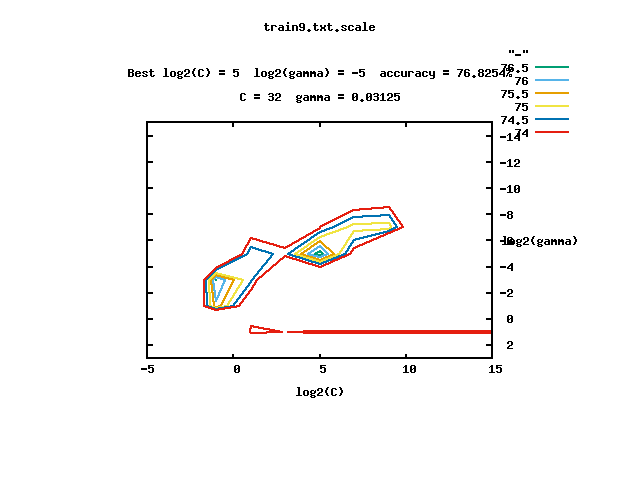 train9.txt.scale
"-"
Best log2(C) = 5  log2(gamma) = -5  accuracy = 76.8254%
76.5
76
C = 32  gamma = 0.03125
75.5
75
74.5
74
-14
-12
-10
-8
-6
log2(gamma)
-4
-2
0
2
-5 0 5 10 15
log2(C)